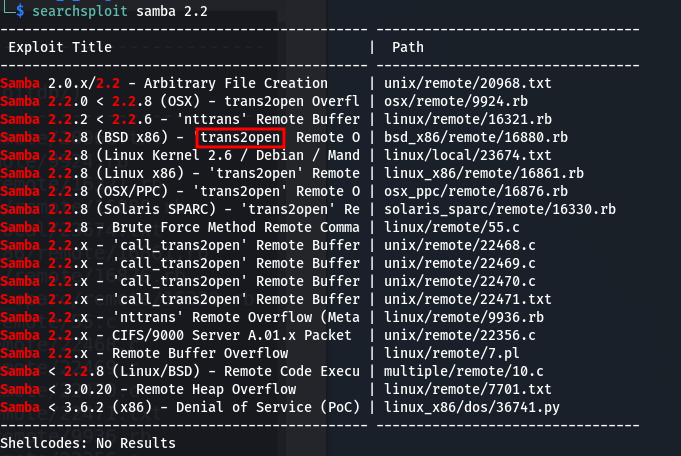 $ searchsploit samba 2.2
Exploit Title | Path
Samba 2.0.x/2.2 - Arbitrary File Creation | unix/remote/20968.txt
Samba 2.2.0 < 2.2.8 (OSX) - trans2open Overfl | osx/remote/9924.rb
Samba 2.2.2 < 2.2.6 - 'nttrans' Remote Buffer | linux/remote/16321.rb
Samba 2.2.8 (BSD x86) - 'trans2open' Remote O | bsd_x86/remote/16880.rb
Samba 2.2.8 (Linux Kernel 2.6 / Debian / Mand | linux/local/23674.txt
Samba 2.2.8 (Linux x86) - 'trans2open' Remote | linux_x86/remote/16861.rb
Samba 2.2.8 (OSX/PPC) - 'trans2open' Remote O | osx_ppc/remote/16876.rb
Samba 2.2.8 (Solaris SPARC) - 'trans2open' Re | solaris_sparc/remote/16330.rb
Samba 2.2.8 - Brute Force Method Remote Comma | linux/remote/55.c
Samba 2.2.x - 'call_trans2open' Remote Buffer | unix/remote/22468.c
Samba 2.2.x - 'call_trans2open' Remote Buffer | unix/remote/22469.c
Samba 2.2.x - 'call_trans2open' Remote Buffer | unix/remote/22470.c
Samba 2.2.x - 'call_trans2open' Remote Buffer | unix/remote/22471.txt
Samba 2.2.x - 'nttrans' Remote Overflow (Meta | linux/remote/9936.rb
Samba 2.2.x - CIFS/9000 Server A.01.x Packet | unix/remote/22356.c
Samba 2.2.x - Remote Buffer Overflow | linux/remote/7.pl
Samba < 2.2.8 (Linux/BSD) - Remote Code Execu | multiple/remote/10.c
Samba < 3.0.20 - Remote Heap Overflow | linux/remote/7701.txt
Samba < 3.6.2 (x86) - Denial of Service (PoC) | linux_x86/dos/36741.py
Shellcodes: No Results